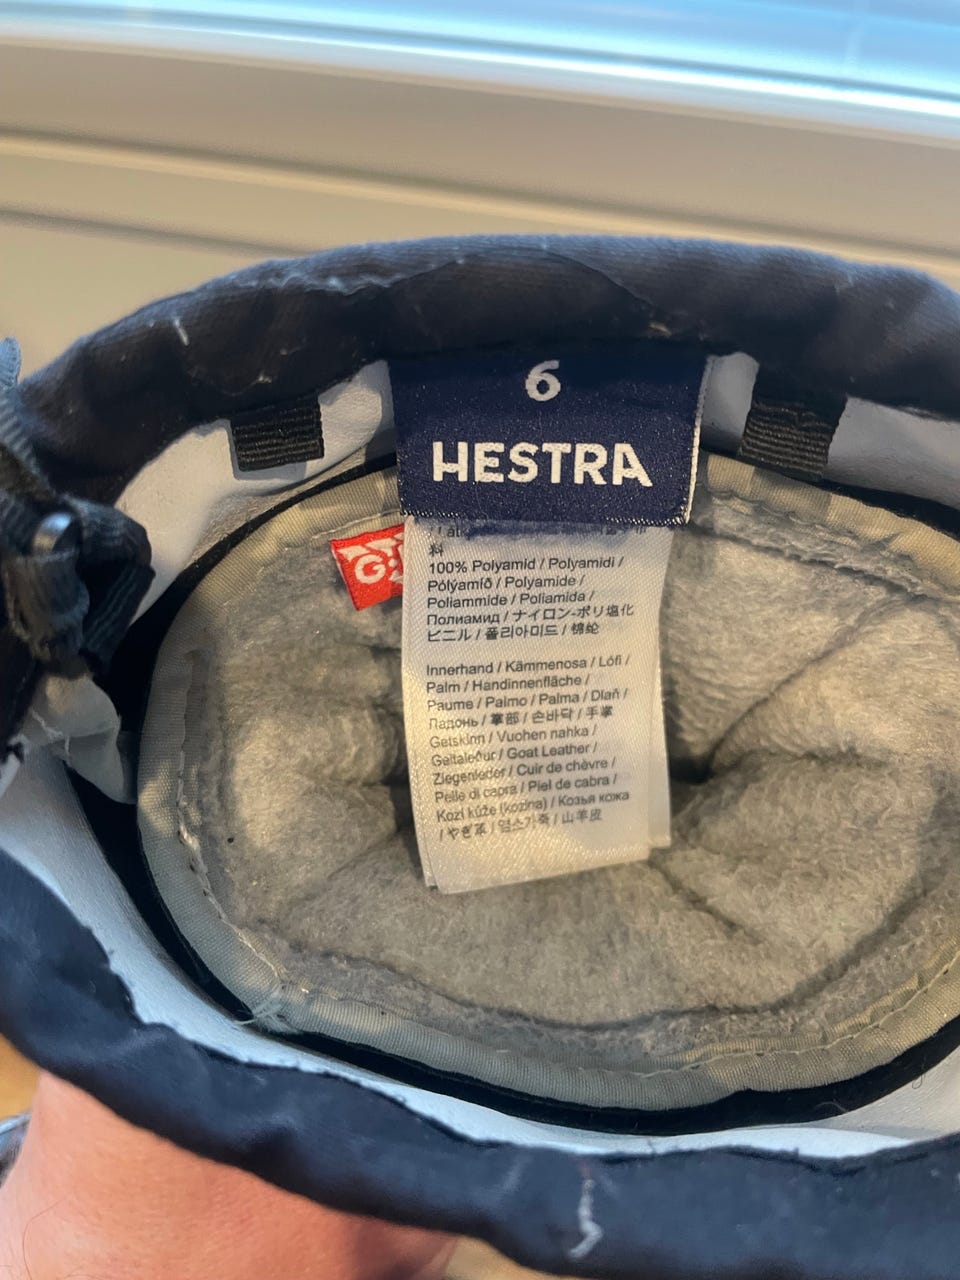 6
HESTRA
G
料
100% Polyamid / Polyamidi /
Pólýamíð / Polyamide /
Poliammide / Poliamida /
Полиамид / ナイロン-ポリ塩化
ビニル / 폴리아미드 / 锦纶
Innerhand / Kämmenosa / Lófi /
Palm / Handinnenfläche /
Paume / Palmo / Palma / Dlaň /
Ладонь / 掌部 / 손바닥 / 手掌
Getskinn / Vuohen nahka /
Geitaleður / Goat Leather /
Ziegenleder / Cuir de chèvre /
Pelle di capra / Piel de cabra /
Kozí kůže (kozina) / Козья кожа
/ やぎ革 / 염소가죽 / 山羊皮